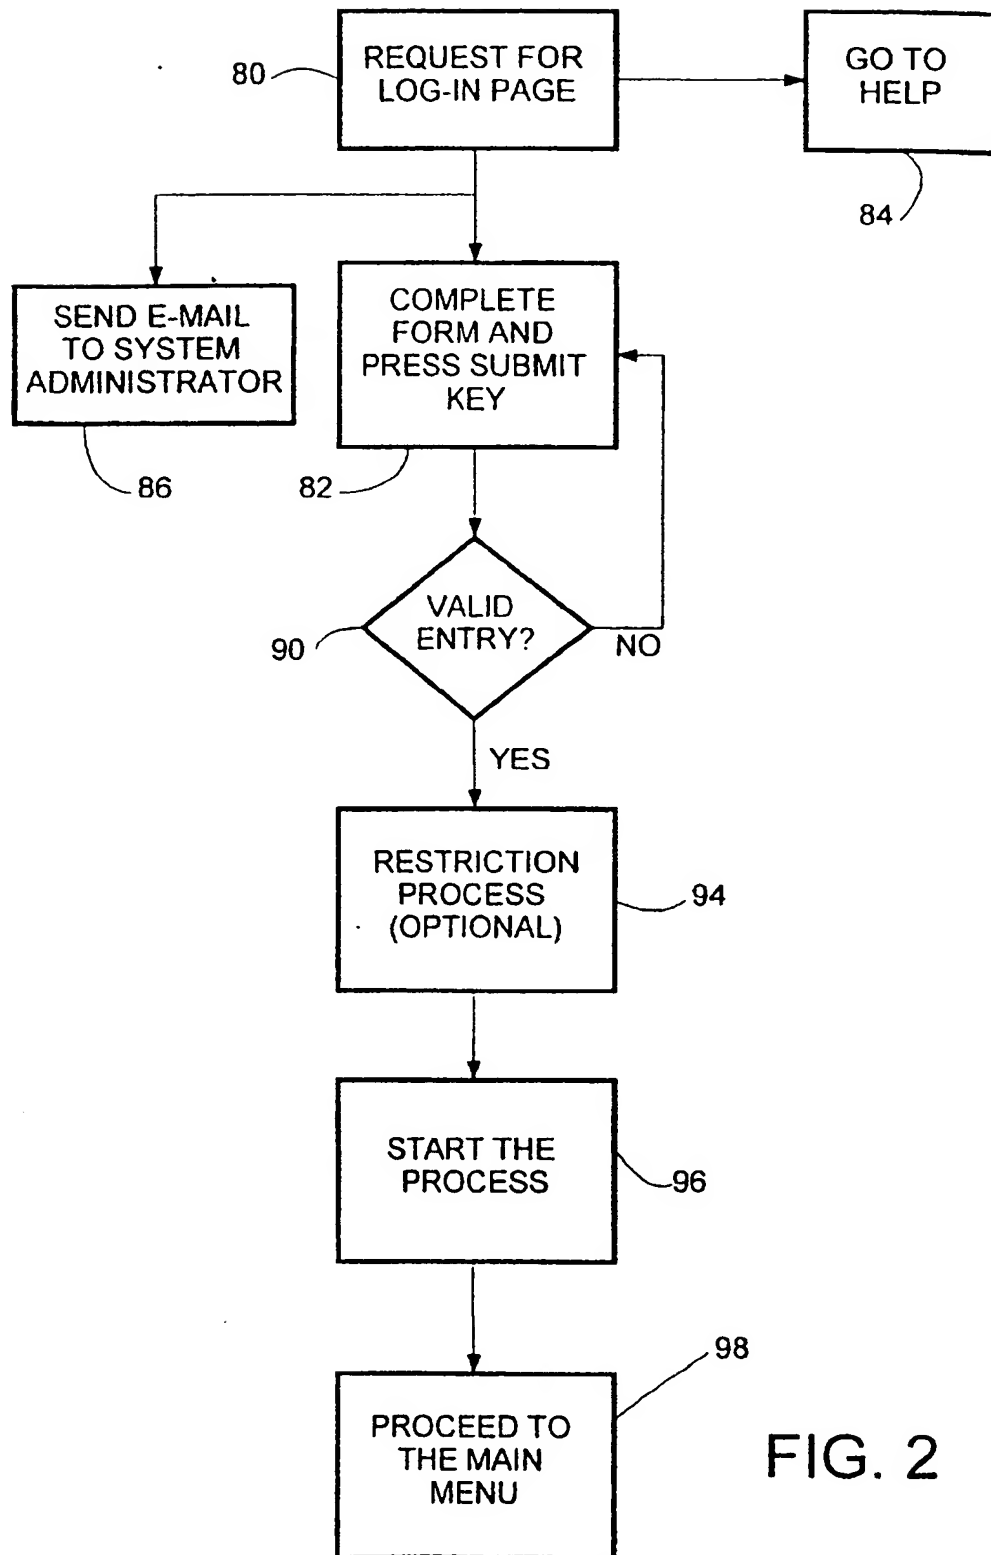 80
REQUEST FOR
LOG-IN PAGE
GO TO
HELP
84
SEND E-MAIL
TO SYSTEM
ADMINISTRATOR
86
COMPLETE
FORM AND
PRESS SUBMIT
KEY
82
VALID
ENTRY?
90
NO
YES
RESTRICTION
PROCESS
(OPTIONAL)
94
START THE
PROCESS
96
98
PROCEED TO
THE MAIN
MENU
FIG. 2